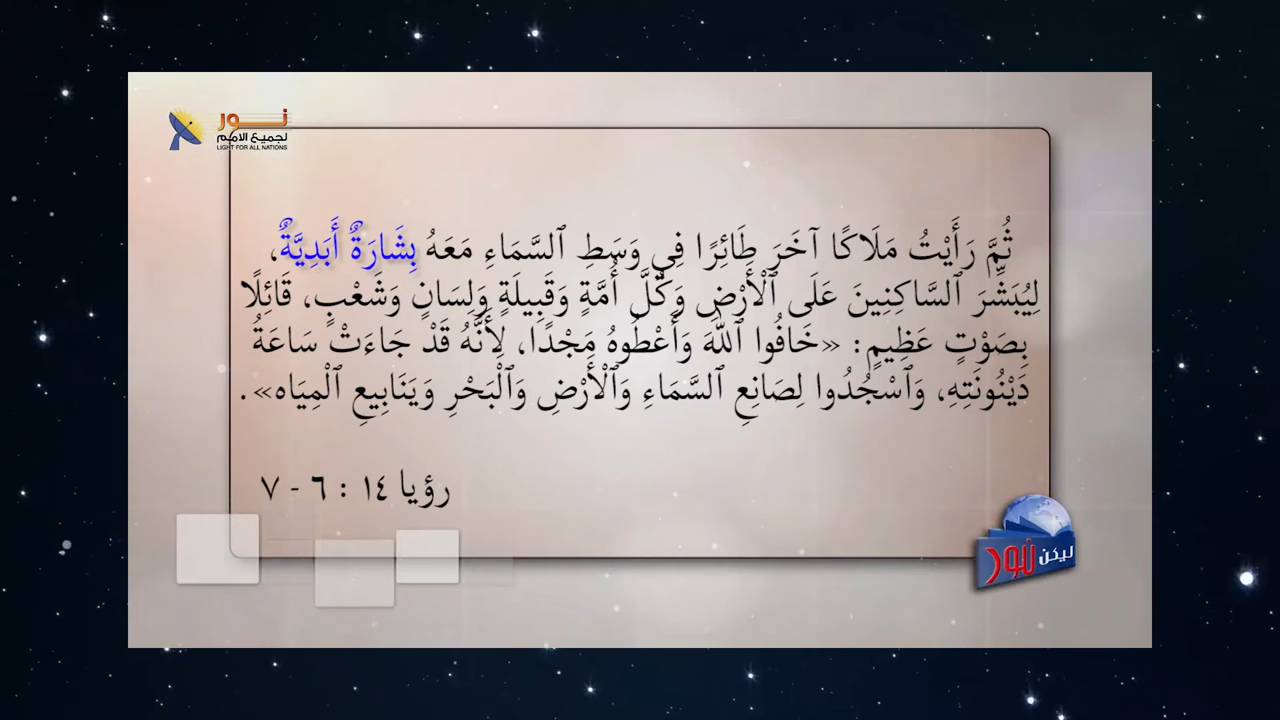 نور
لجميع الامم
LIGHT FOR ALL NATIONS
ثُمَّ رَأَيْتُ مَلَاكًا آخَرَ طَائِرًا فِي وَسَطِ ٱلسَّمَاءِ مَعَهُ بِشَارَةٌ أَبَدِيَّةٌ،
لِيُبَشِّرَ ٱلسَّاكِنِينَ عَلَى ٱلْأَرْضِ وَكُلَّ أُمَّةٍ وَقَبِيلَةٍ وَلِسَانٍ وَشَعْبٍ، قَائِلًا
بِصَوْتٍ عَظِيمٍ: «خَافُوا ٱللهَ وَأَعْطُوهُ مَجْدًا، لِأَنَّهُ قَدْ جَاءَتْ سَاعَةُ
دَيْنُونَتِهِ، وَٱسْجُدُوا لِصَانِعِ ٱلسَّمَاءِ وَٱلْأَرْضِ وَٱلْبَحْرِ وَيَنَابِيعِ ٱلْمِيَاه».
رؤيا ١٤ : ٦ - ٧
ليكن نور